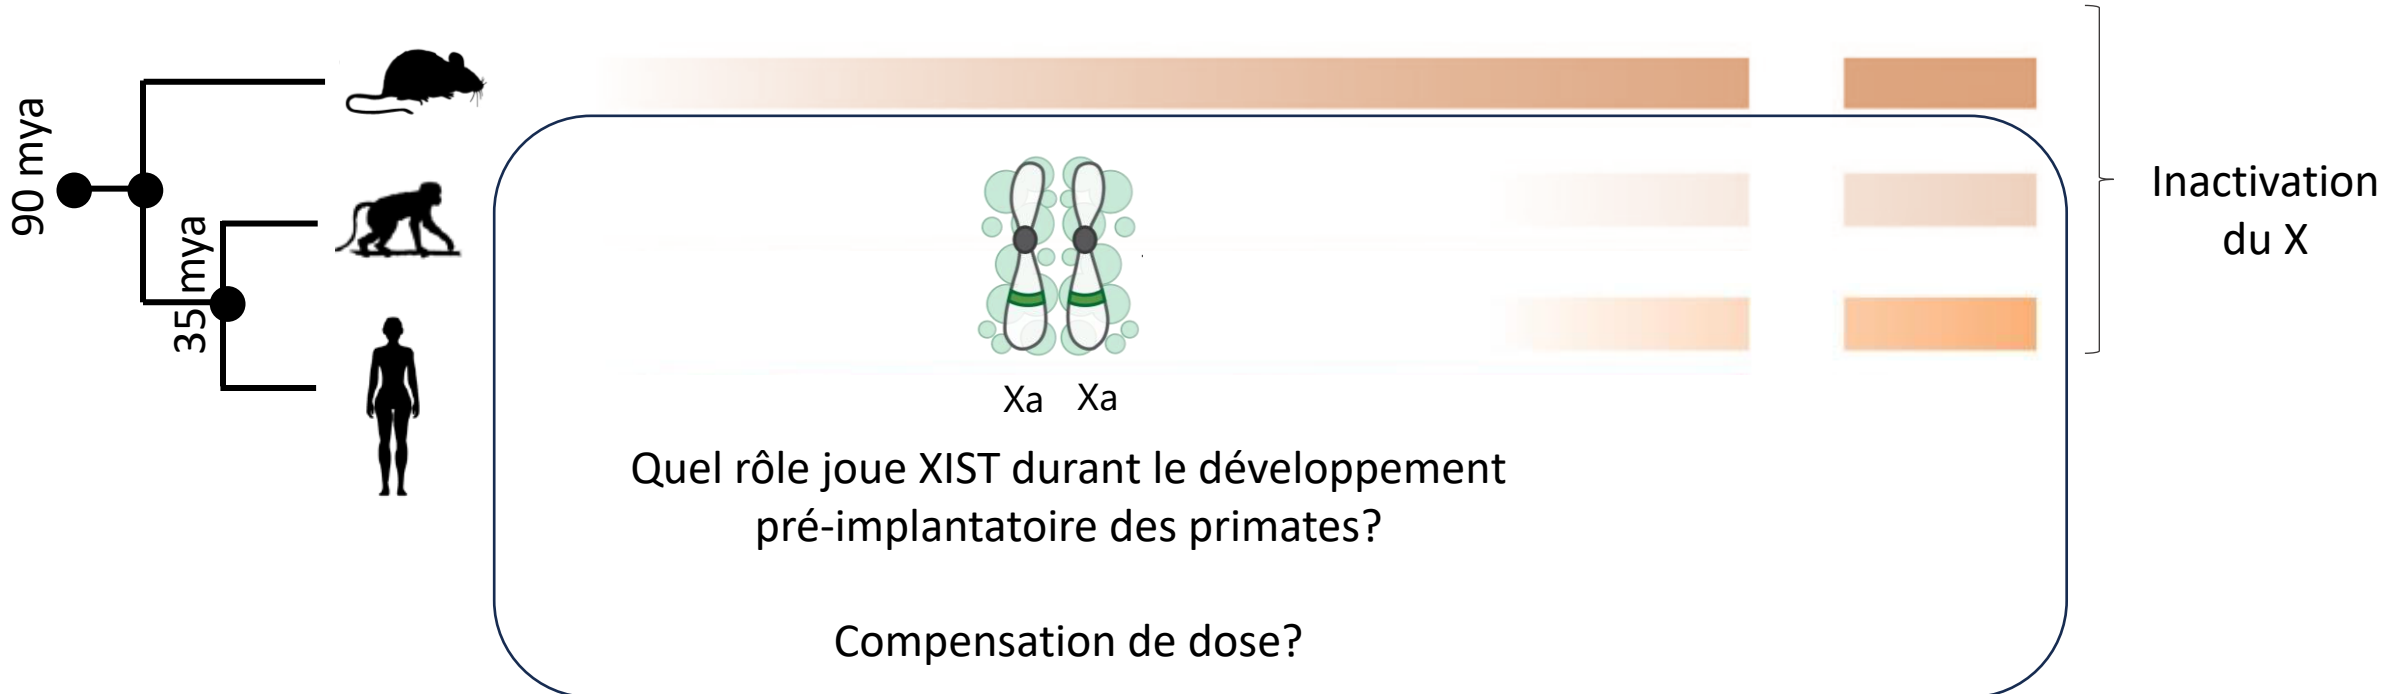 90 mya
35 mya
Inactivation
du X
Xa Xa
Quel rôle joue XIST durant le développement
pré-implantatoire des primates?
Compensation de dose?